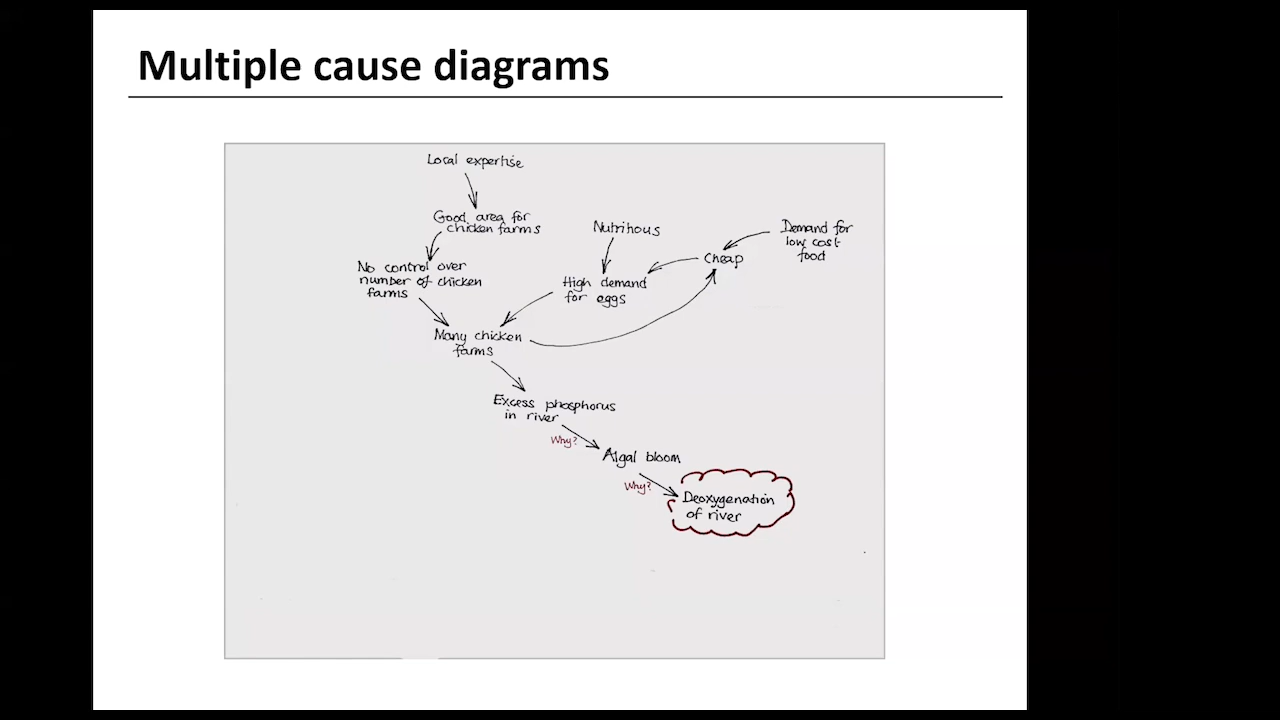 Multiple cause diagrams
Local expertise
Good area for
chicken farms
Nutritious
Demand for
low cost
food
Cheap
No control over
number of chicken
farms
High demand
for eggs
Many chicken
farms
Excess phosphorus
in river
Why?
Algal bloom
Why?
Deoxygenation
of river